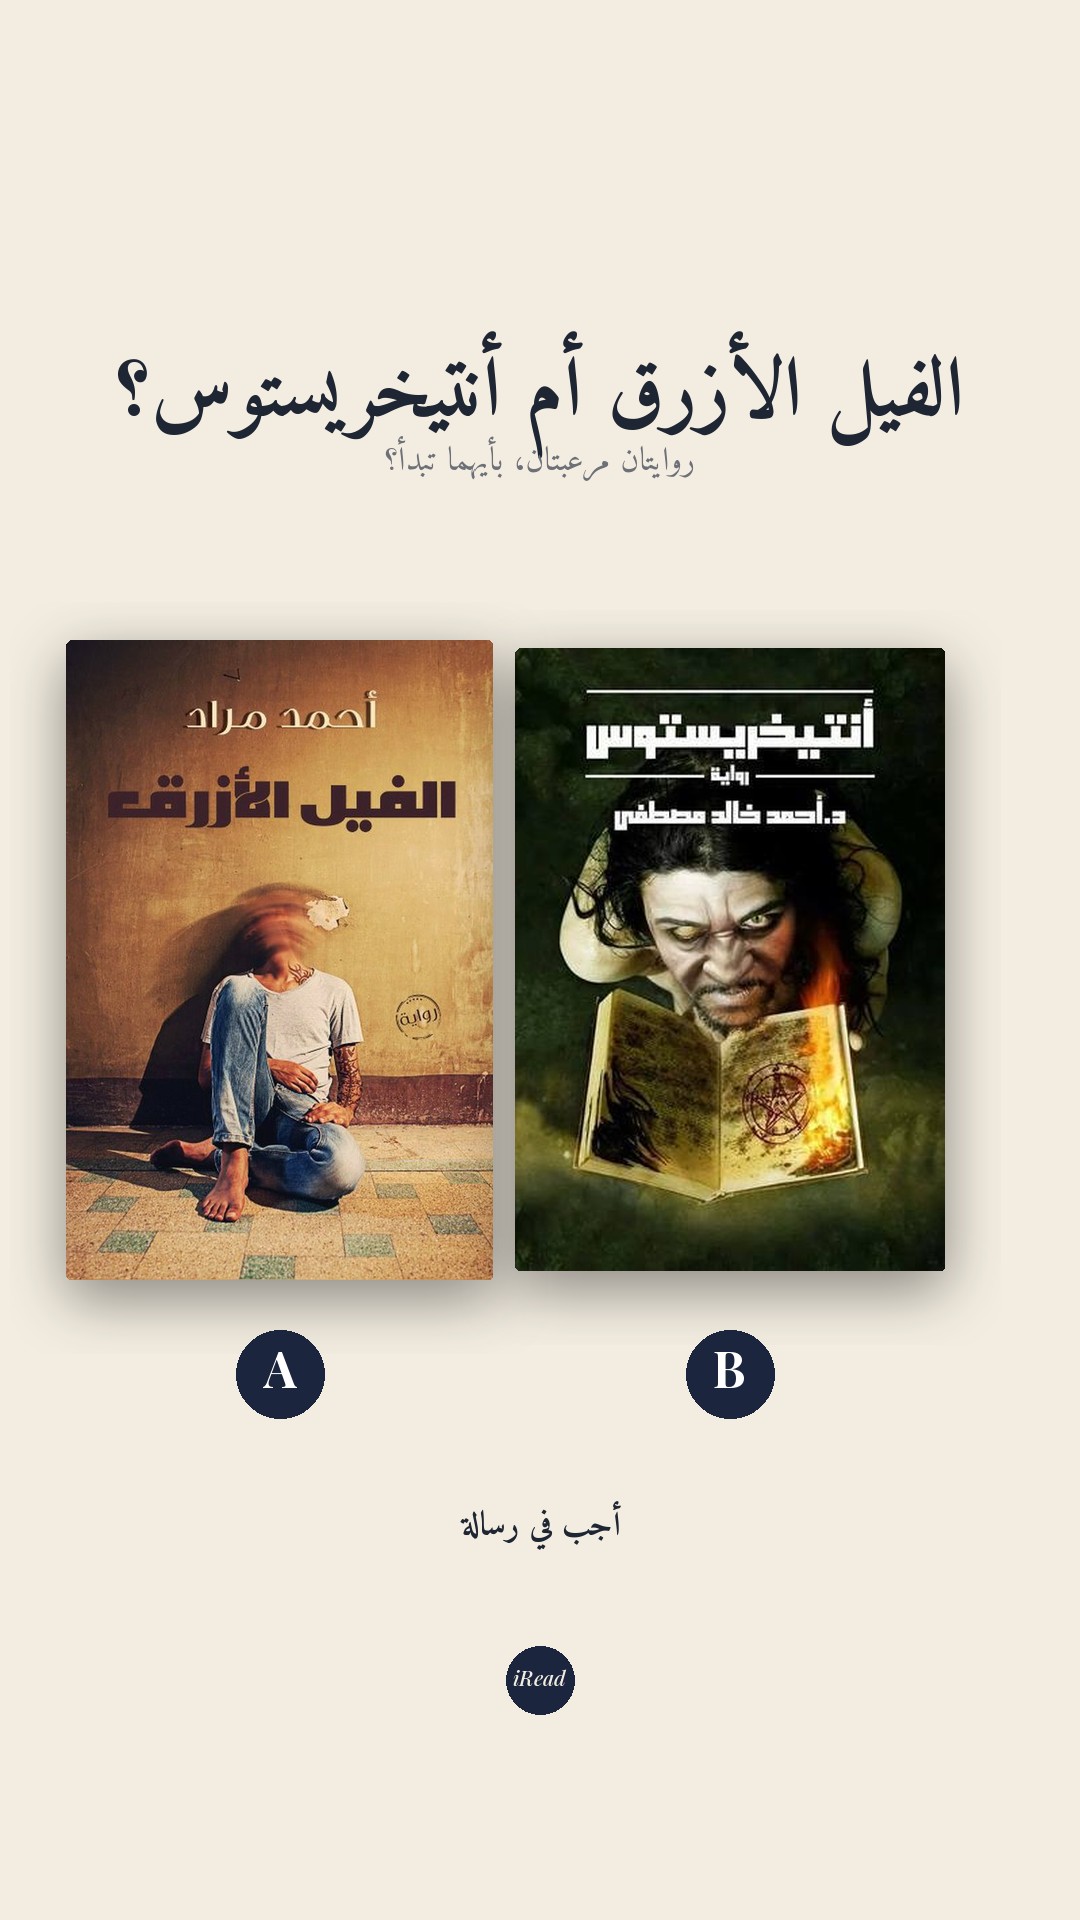 الفيل الأزرق أم أنتيخريستوس؟
روايتان مرعبتان، بأيهما تبدأ؟
أحمد مراد
الفيل الأزرق
رواية
أنتيخريستوس
رواية
د.أحمد خالد مصطفى
A
B
أجب في رسالة
iRead